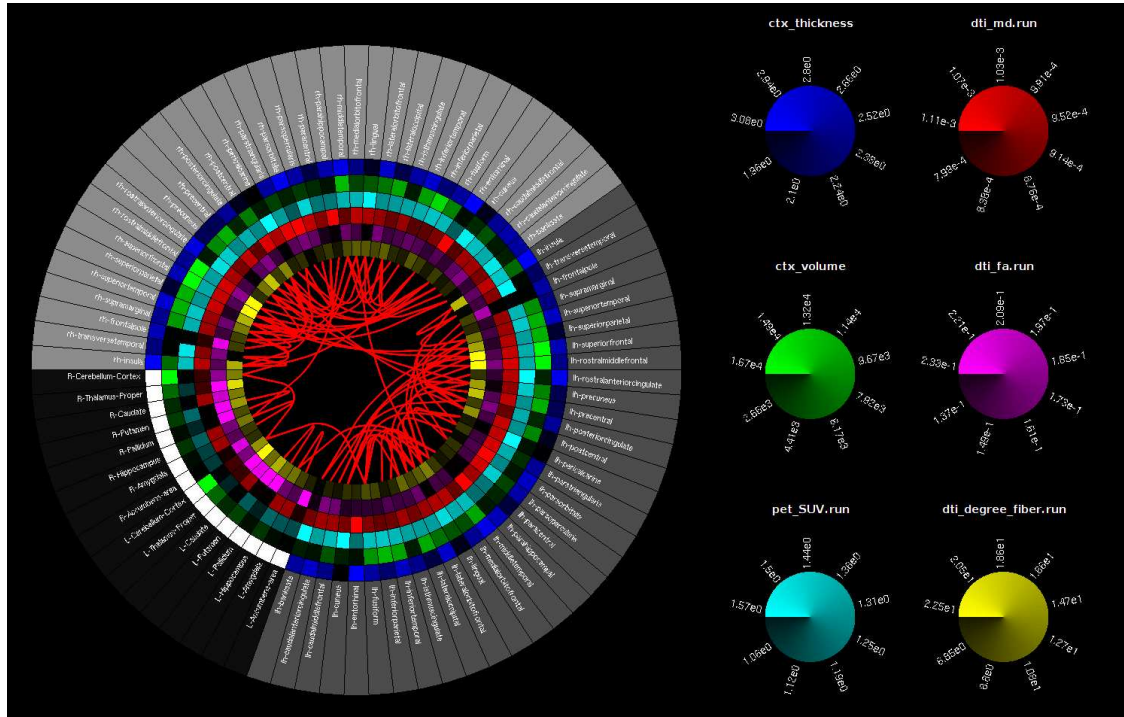 ctx_thickness
dti_md.run
3.08e0
2.94e0
2.8e0
2.66e0
2.52e0
2.38e0
2.24e0
2.1e0
1.96e0
1.11e-3
1.07e-3
1.03e-3
9.91e-4
9.52e-4
9.14e-4
8.76e-4
8.38e-4
7.99e-4
ctx_volume
dti_fa.run
1.67e4
1.49e4
1.32e4
1.14e4
9.67e3
7.92e3
6.17e3
4.41e3
2.66e3
2.33e-1
2.21e-1
2.09e-1
1.97e-1
1.85e-1
1.73e-1
1.61e-1
1.49e-1
1.37e-1
pet_SUV.run
dti_degree_fiber.run
1.57e0
1.5e0
1.44e0
1.36e0
1.31e0
1.25e0
1.19e0
1.12e0
1.06e0
2.25e1
2.05e1
1.86e1
1.66e1
1.47e1
1.27e1
1.08e1
8.8e0
6.85e0
rh-insula
rh-transversetemporal
rh-frontalpole
rh-supramarginal
rh-superiortemporal
rh-superiorparietal
rh-superiorfrontal
rh-rostralmiddlefrontal
rh-rostralanteriorcingulate
rh-precuneus
rh-precentral
rh-posteriorcingulate
rh-postcentral
rh-pericalcarine
rh-parstriangularis
rh-parsorbitalis
rh-parsopercularis
rh-paracentral
rh-parahippocampal
rh-middletemporal
rh-medialorbitofrontal
rh-lingual
rh-lateralorbitofrontal
rh-lateraloccipital
rh-isthmuscingulate
rh-inferiortemporal
rh-inferiorparietal
rh-fusiform
rh-entorhinal
rh-cuneus
rh-caudalmiddlefrontal
rh-caudalanteriorcingulate
rh-bankssts
lh-insula
lh-transversetemporal
lh-frontalpole
lh-supramarginal
lh-superiortemporal
lh-superiorparietal
lh-superiorfrontal
lh-rostralmiddlefrontal
lh-rostralanteriorcingulate
lh-precuneus
lh-precentral
lh-posteriorcingulate
lh-postcentral
lh-pericalcarine
lh-parstriangularis
lh-parsorbitalis
lh-parsopercularis
lh-paracentral
lh-parahippocampal
lh-middletemporal
lh-medialorbitofrontal
lh-lingual
lh-lateralorbitofrontal
lh-lateraloccipital
lh-isthmuscingulate
lh-inferiortemporal
lh-inferiorparietal
lh-fusiform
lh-entorhinal
lh-cuneus
lh-caudalmiddlefrontal
lh-caudalanteriorcingulate
lh-bankssts
L-Accumbens-area
L-Amygdala
L-Hippocampus
L-Pallidum
L-Putamen
L-Caudate
L-Thalamus-Proper
L-Cerebellum-Cortex
R-Accumbens-area
R-Amygdala
R-Hippocampus
R-Pallidum
R-Putamen
R-Caudate
R-Thalamus-Proper
R-Cerebellum-Cortex